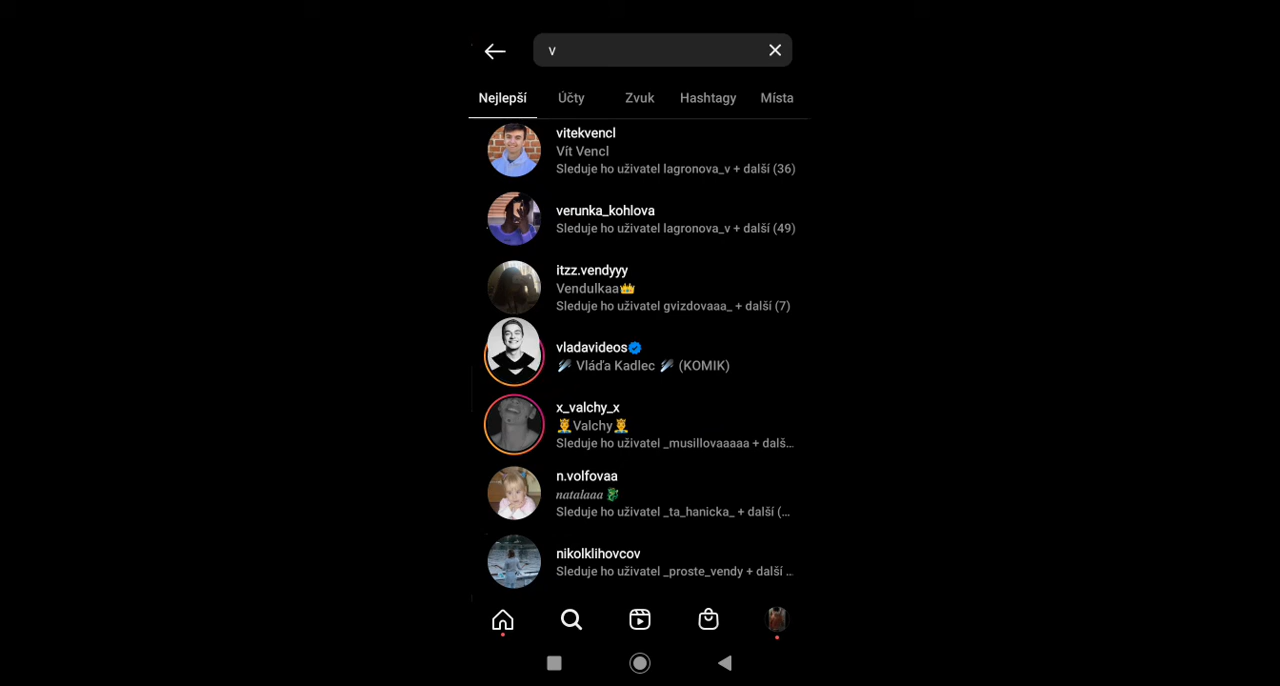 v
Nejlepší Účty Zvuk Hashtagy Místa
vitekvencl
Vít Vencl
Sleduje ho uživatel lagronova_v + další (36)
verunka_kohlova
Sleduje ho uživatel lagronova_v + další (49)
itzz.vendyyy
Vendulkaa👑
Sleduje ho uživatel gvizdovaaa_ + další (7)
vladavideos
☄️ Vláďa Kadlec ☄️ (KOMIK)
x_valchy_x
👸Valchy👸
Sleduje ho uživatel _musillovaaaaa + dalš…
n.volfovaa
natalaaa 🐉
Sleduje ho uživatel _ta_hanicka_ + další (…
nikolklihovcov
Sleduje ho uživatel _proste_vendy + další …